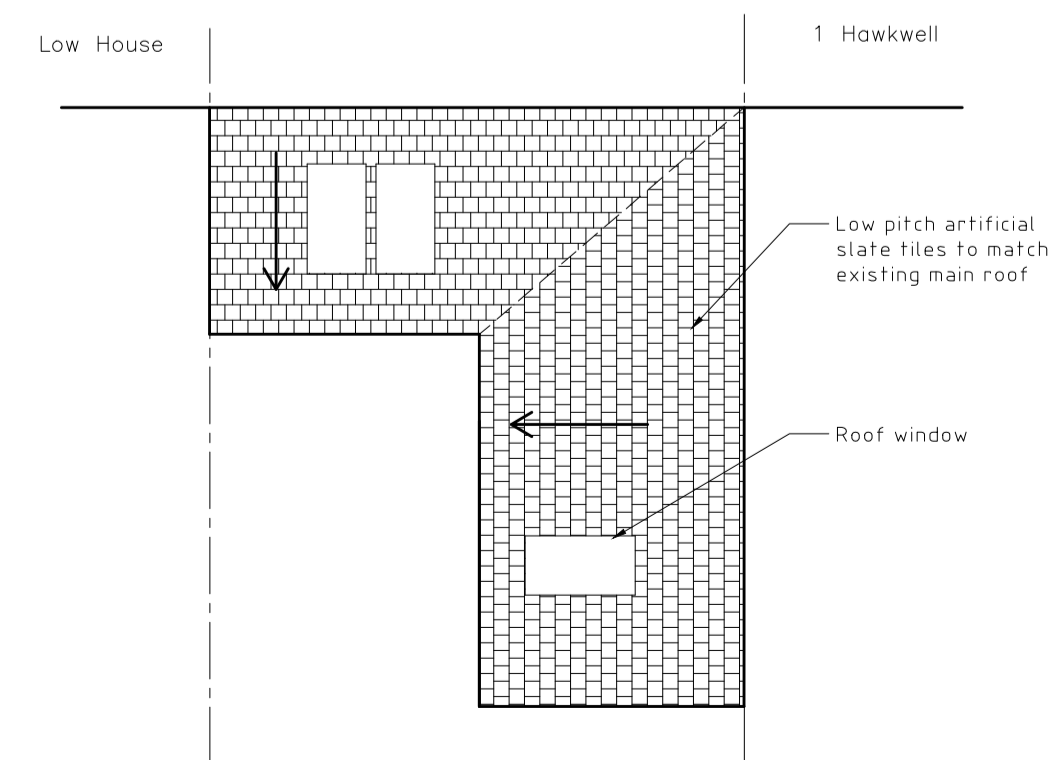 Low House
1 Hawkwell
Low pitch artificial
slate tiles to match
existing main roof
Roof window